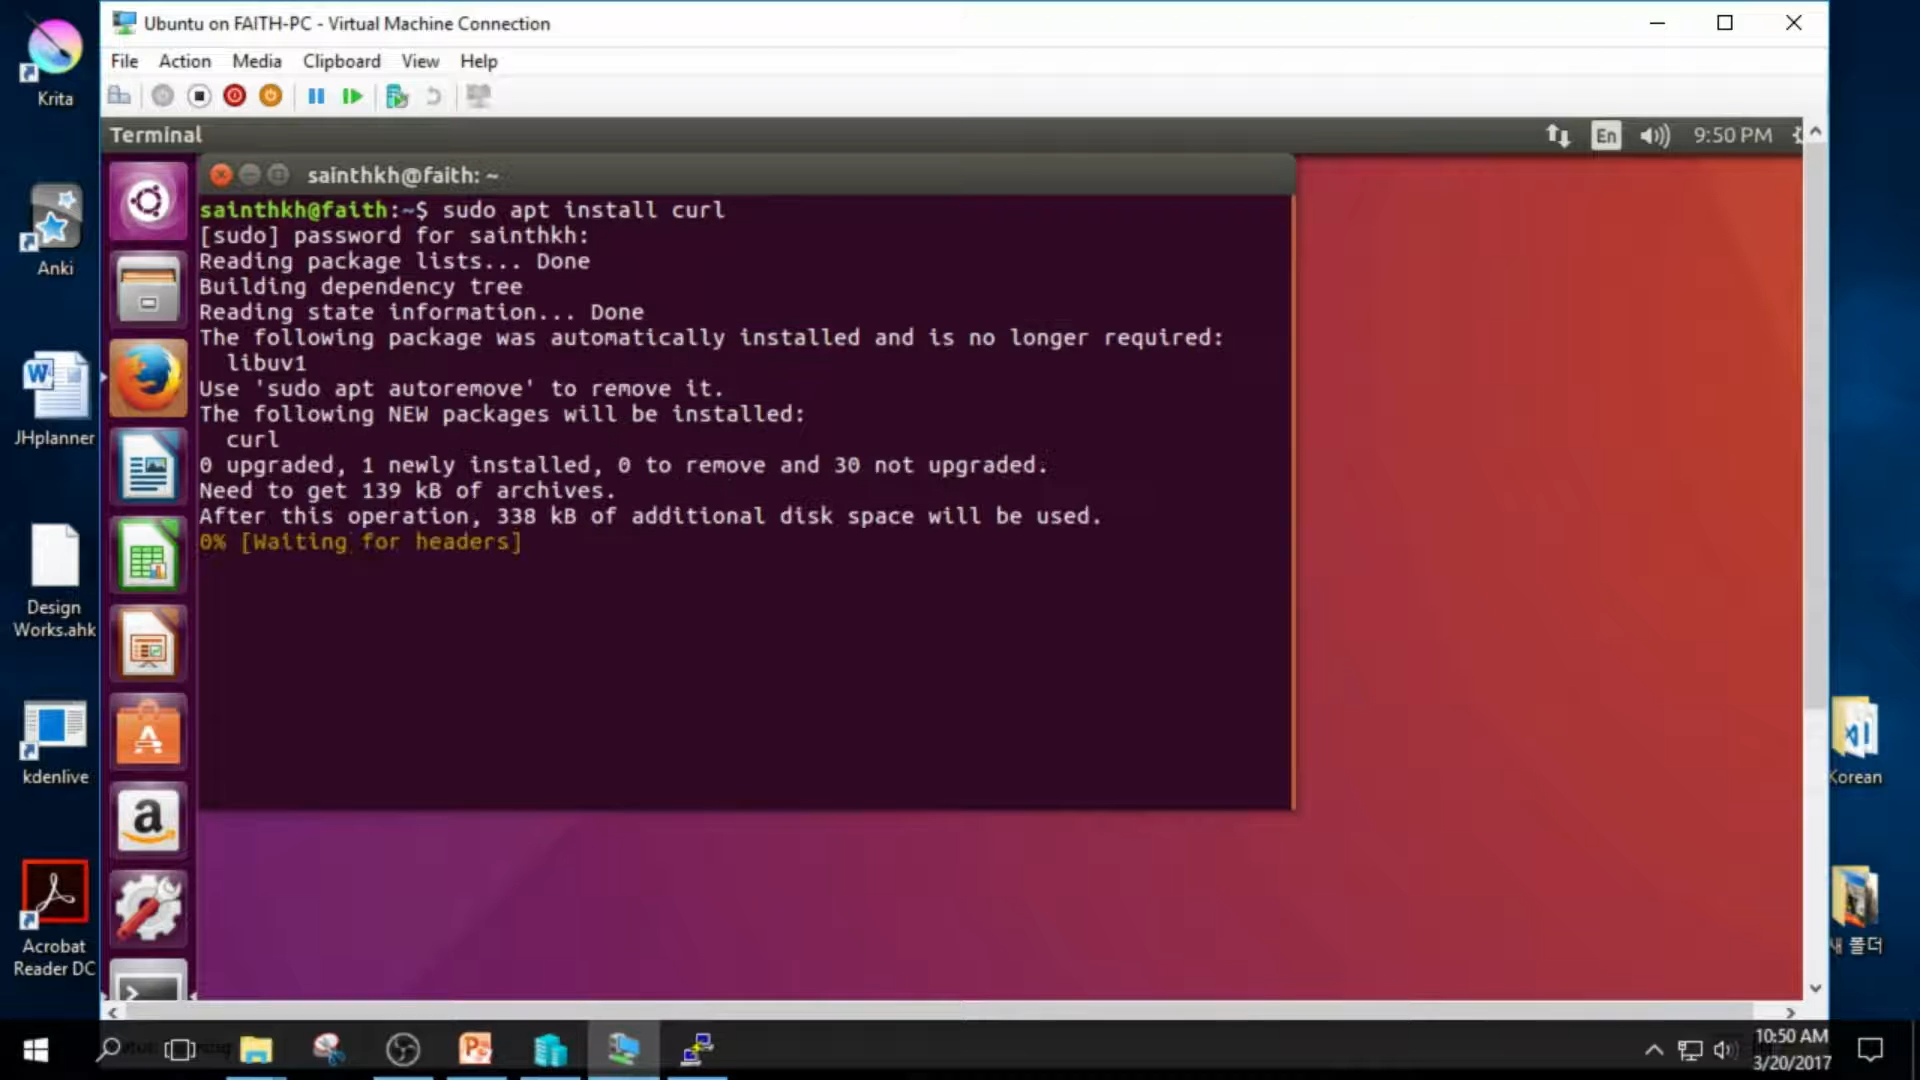 Ubuntu on FAITH-PC - Virtual Machine Connection
File Action Media Clipboard View Help
Terminal
En
9:50 PM
sainthkh@faith: ~
sainthkh@faith:~$ sudo apt install curl
[sudo] password for sainthkh:
Reading package lists... Done
Building dependency tree
Reading state information... Done
The following package was automatically installed and is no longer required:
libuv1
Use 'sudo apt autoremove' to remove it.
The following NEW packages will be installed:
curl
0 upgraded, 1 newly installed, 0 to remove and 30 not upgraded.
Need to get 139 kB of archives.
After this operation, 338 kB of additional disk space will be used.
0% [Waiting for headers]
Krita
Anki
JHplanner
Design
Works.ahk
kdenlive
Acrobat
Reader DC
Korean
폴더
10:50 AM
3/20/2017